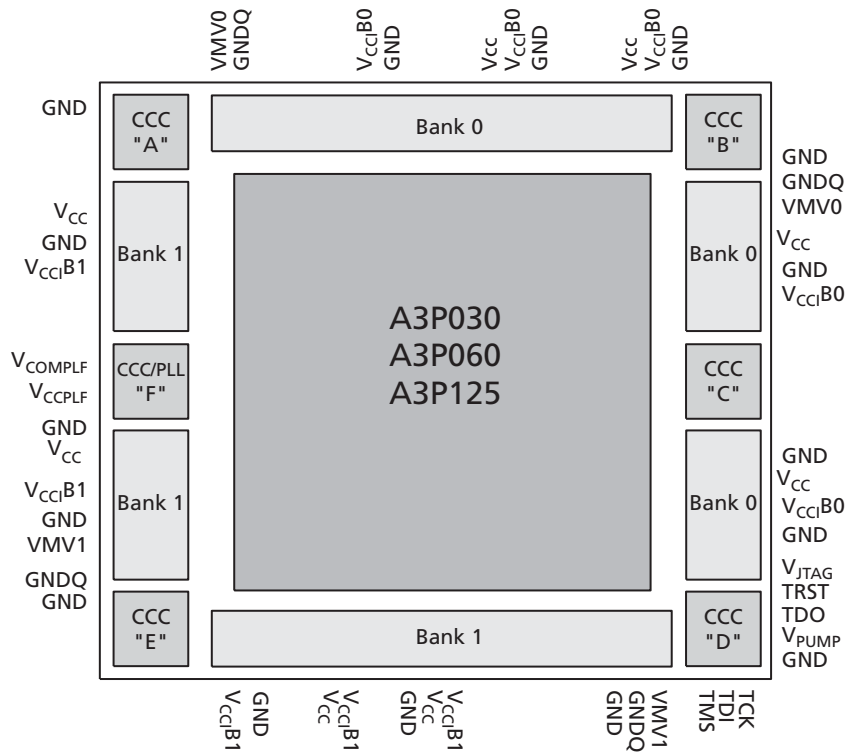 VMV0
GNDQ
VCCIB0
GND
Vcc
VCCIB0
GND
Vcc
VCCIB0
GND
GND
CCC
"A"
Bank 0
CCC
"B"
GND
GNDQ
VMV0
VCC
GND
VCCIB0
VCC
GND
VCCIB1
Bank 1
Bank 0
A3P030
A3P060
A3P125
VCOMPLF
VCCPLF
GND
CCC/PLL
"F"
CCC
"C"
VCC
VCCIB1
GND
VMV1
GNDQ
GND
Bank 1
Bank 0
GND
VCC
VCCIB0
GND
VJTAG
TRST
TDO
VPUMP
GND
CCC
"E"
Bank 1
CCC
"D"
VCCIB1
GND
VCC
VCCIB1
GND
VCC
VCCIB1
GND
GNDQ
VMV1
TMS
TDI
TCK